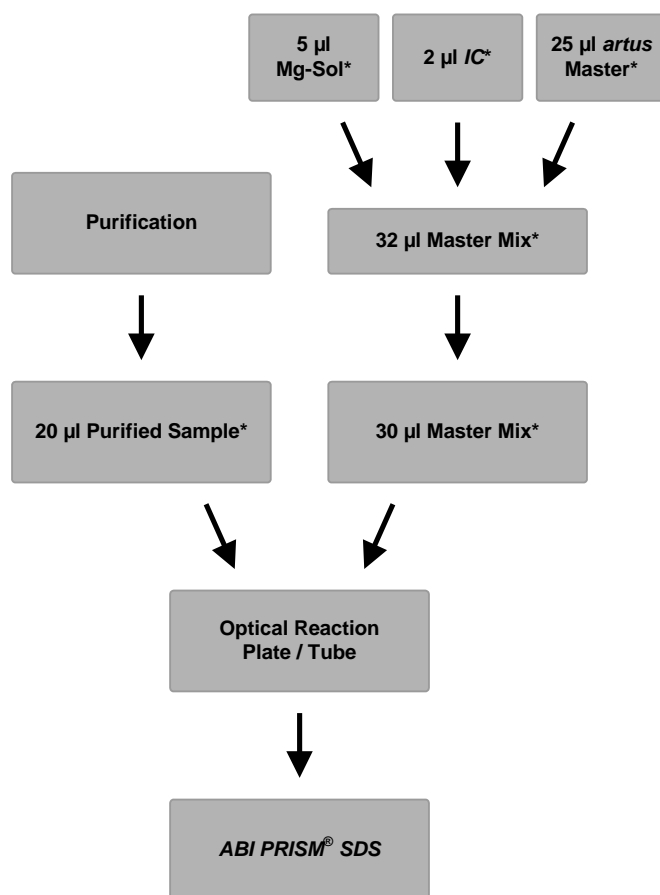 5 µl
Mg-Sol*
2 µl IC*
25 µl artus
Master*
Purification
32 µl Master Mix*
20 µl Purified Sample*
30 µl Master Mix*
Optical Reaction
Plate / Tube
ABI PRISM® SDS